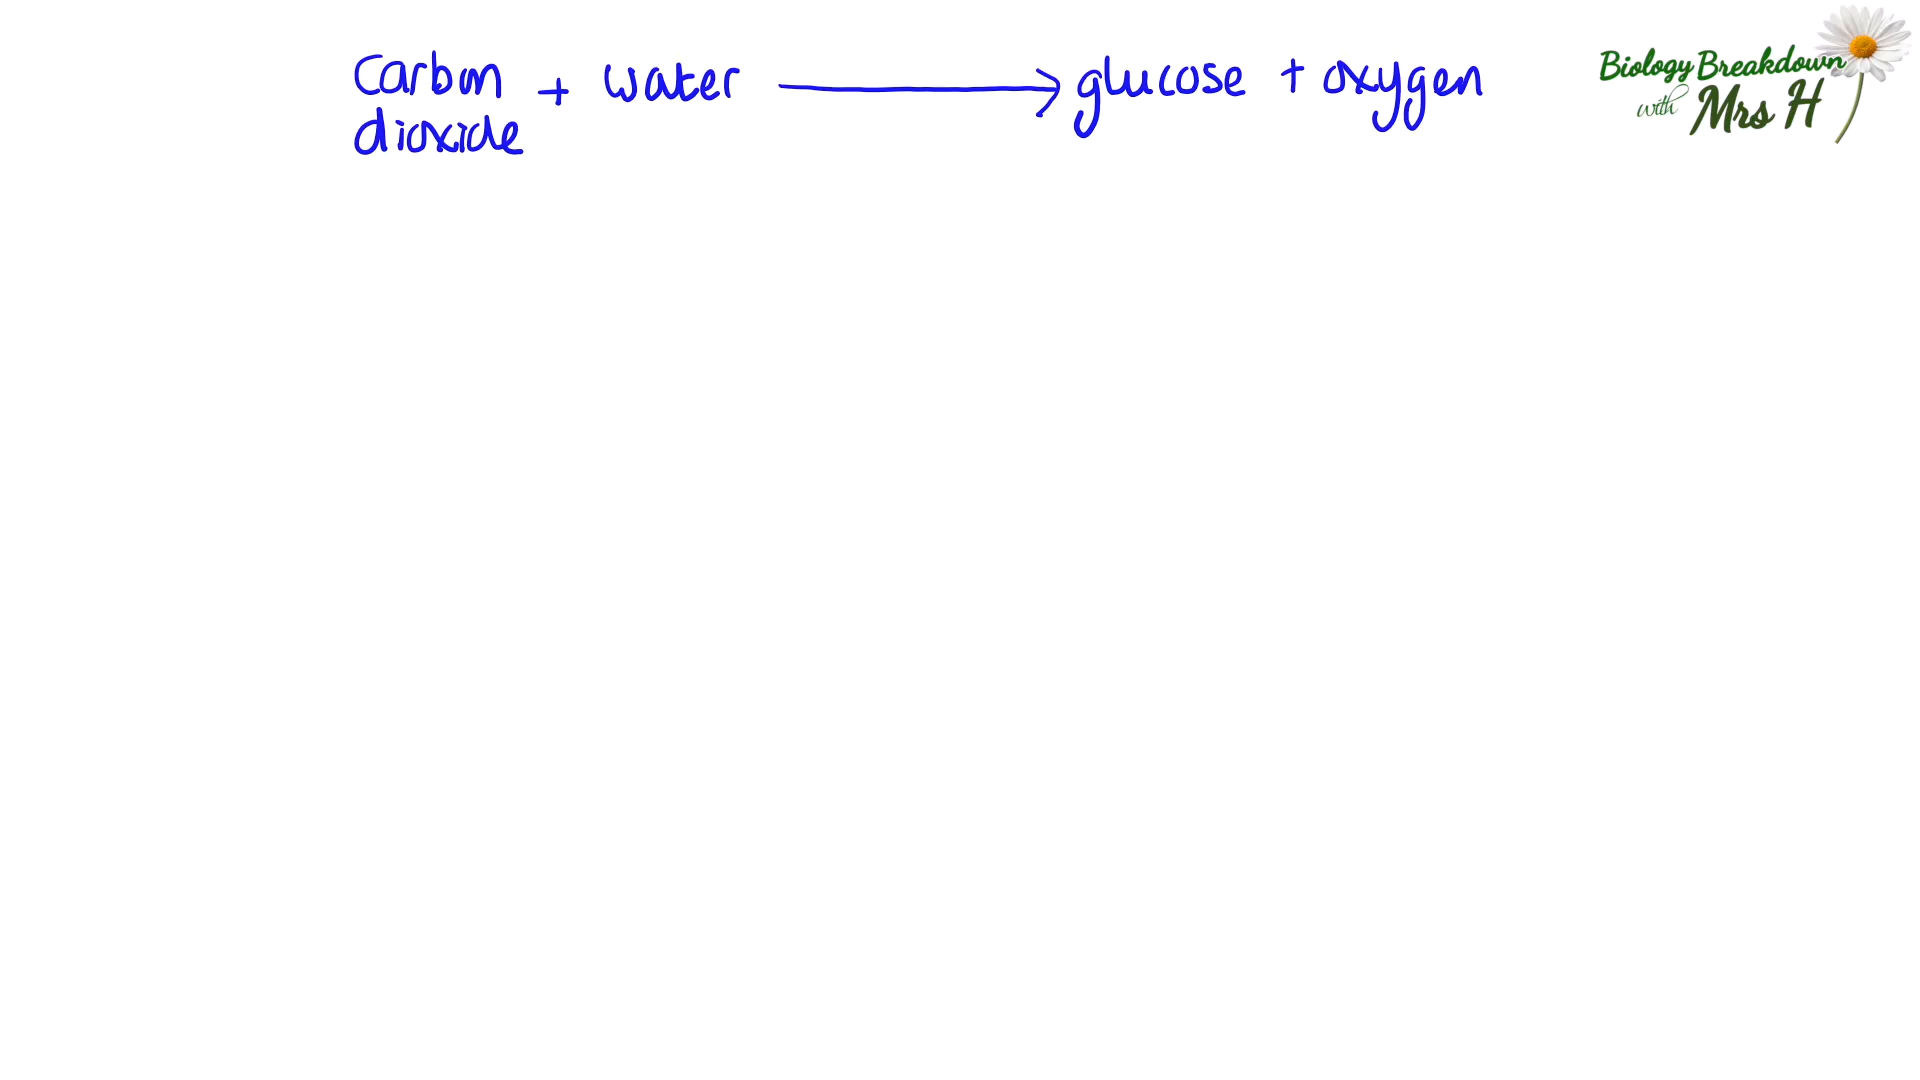 Carbon + water → glucose + oxygen
dioxide
Biology Breakdown
with Mrs H